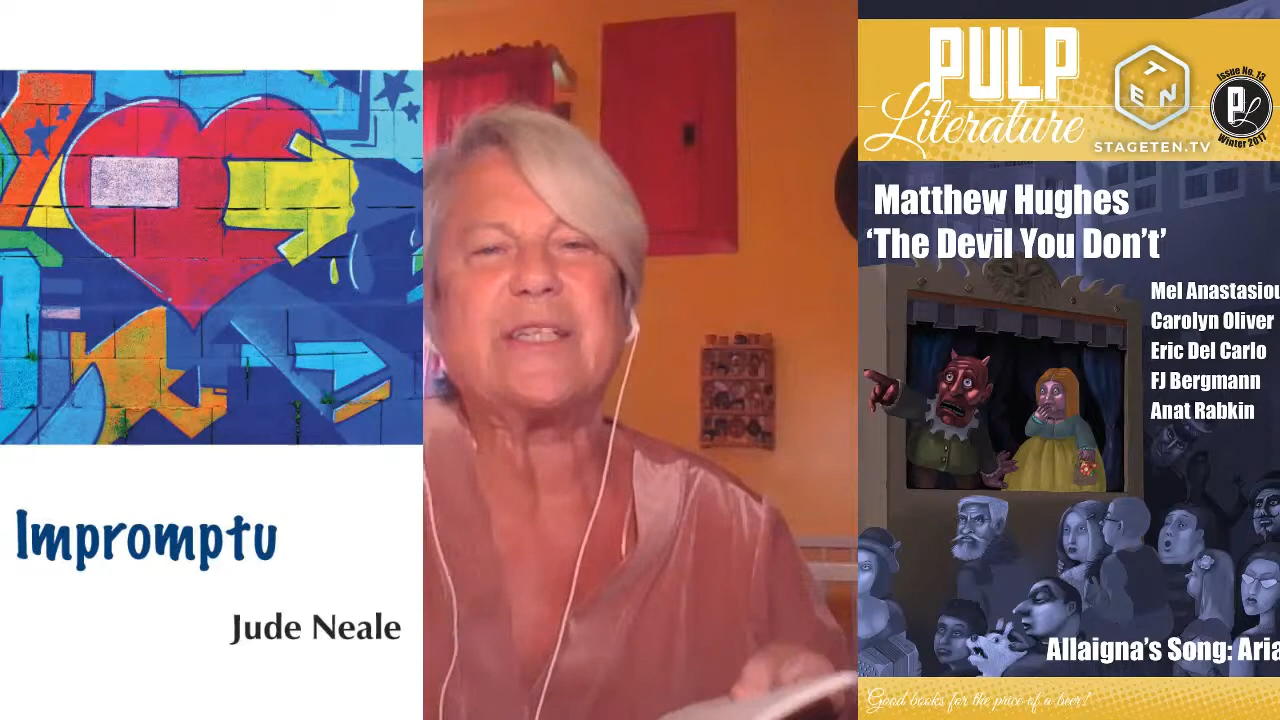 Impromptu
Jude Neale
PULP
Literature
TEN
STAGETEN.TV
Issue No. 13
PL
Winter 2017
Matthew Hughes
‘The Devil You Don’t’
Mel Anastasiou
Carolyn Oliver
Eric Del Carlo
FJ Bergmann
Anat Rabkin
Allaigna’s Song: Aria
Good books for the price of a beer!